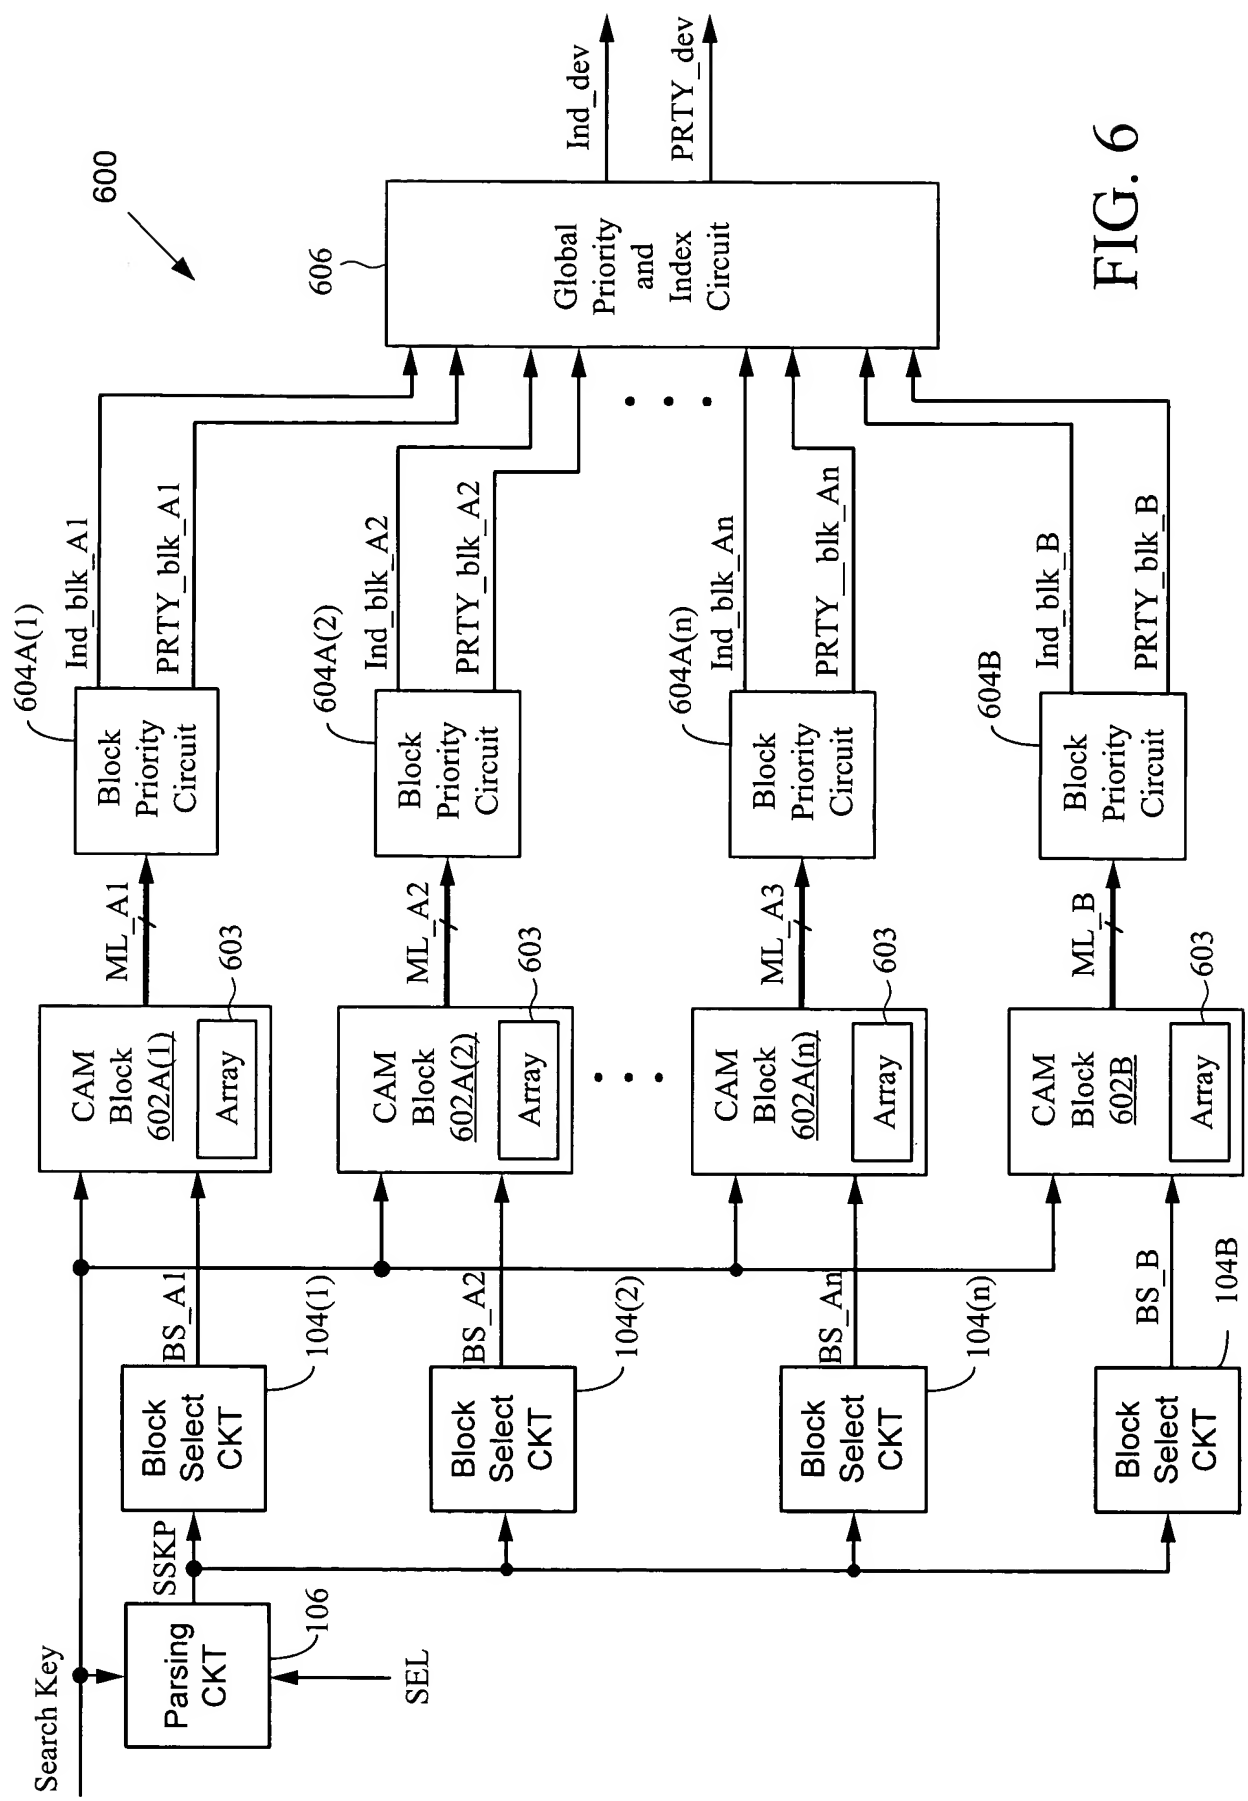 600
Search Key
Parsing
CKT
106
SEL
SSKP
Block
Select
CKT
104(1)
BS_A1
CAM
Block
602A(1)
Array
603
ML_A1
Block
Priority
Circuit
604A(1)
Ind_blk_A1
PRTY_blk_A1
Block
Select
CKT
104(2)
BS_A2
CAM
Block
602A(2)
Array
603
ML_A2
Block
Priority
Circuit
604A(2)
Ind_blk_A2
PRTY_blk_A2
Block
Select
CKT
104(n)
BS_An
CAM
Block
602A(n)
Array
603
ML_A3
Block
Priority
Circuit
604A(n)
Ind_blk_An
PRTY__blk_An
Block
Select
CKT
104B
BS_B
CAM
Block
602B
Array
603
ML_B
Block
Priority
Circuit
604B
Ind_blk_B
PRTY_blk_B
606
Global
Priority
and
Index
Circuit
Ind_dev
PRTY_dev
FIG. 6